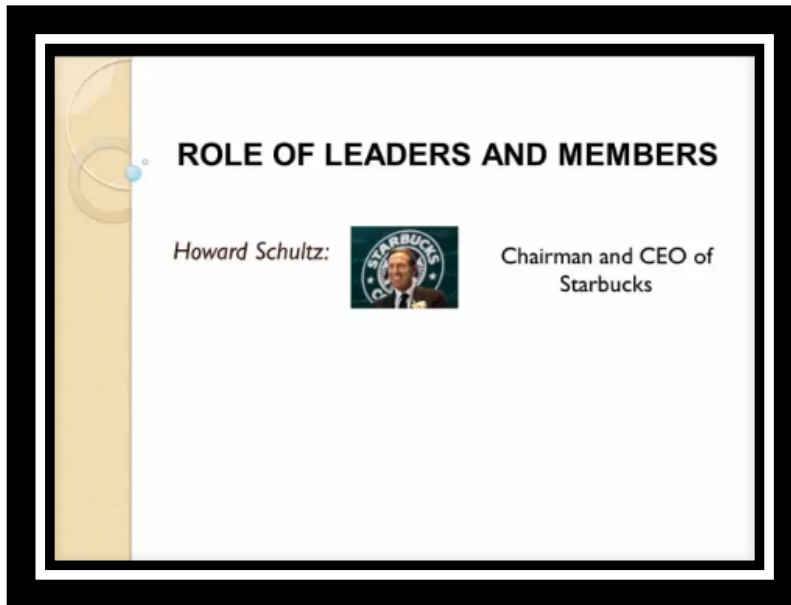 ROLE OF LEADERS AND MEMBERS
Howard Schultz:
STARBUCKS
Chairman and CEO of
Starbucks